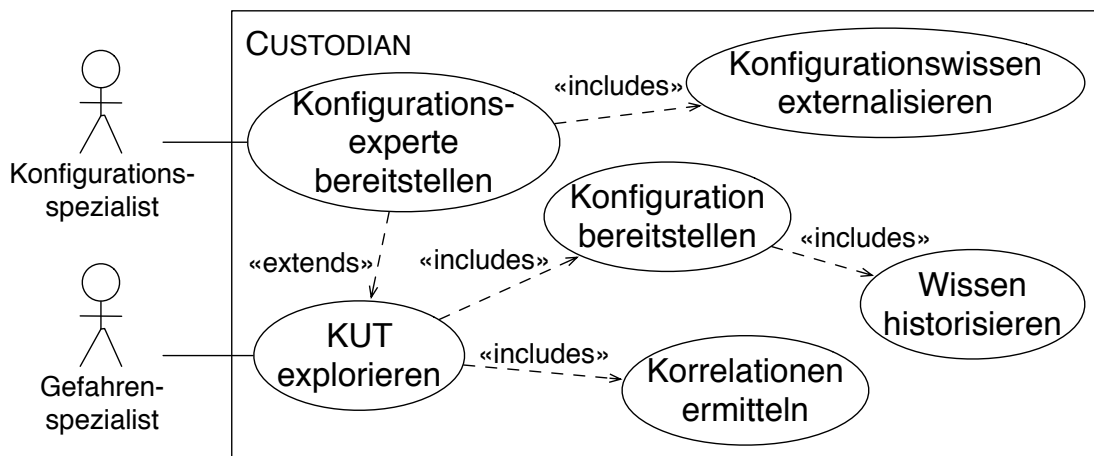 CUSTODIAN
Konfigurations-
spezialist
Konfigurations-
experte
bereitstellen
«includes»
Konfigurationswissen
externalisieren
«extends»
«includes»
Konfiguration
bereitstellen
«includes»
Wissen
historisieren
Gefahren-
spezialist
KUT
explorieren
«includes»
Korrelationen
ermitteln